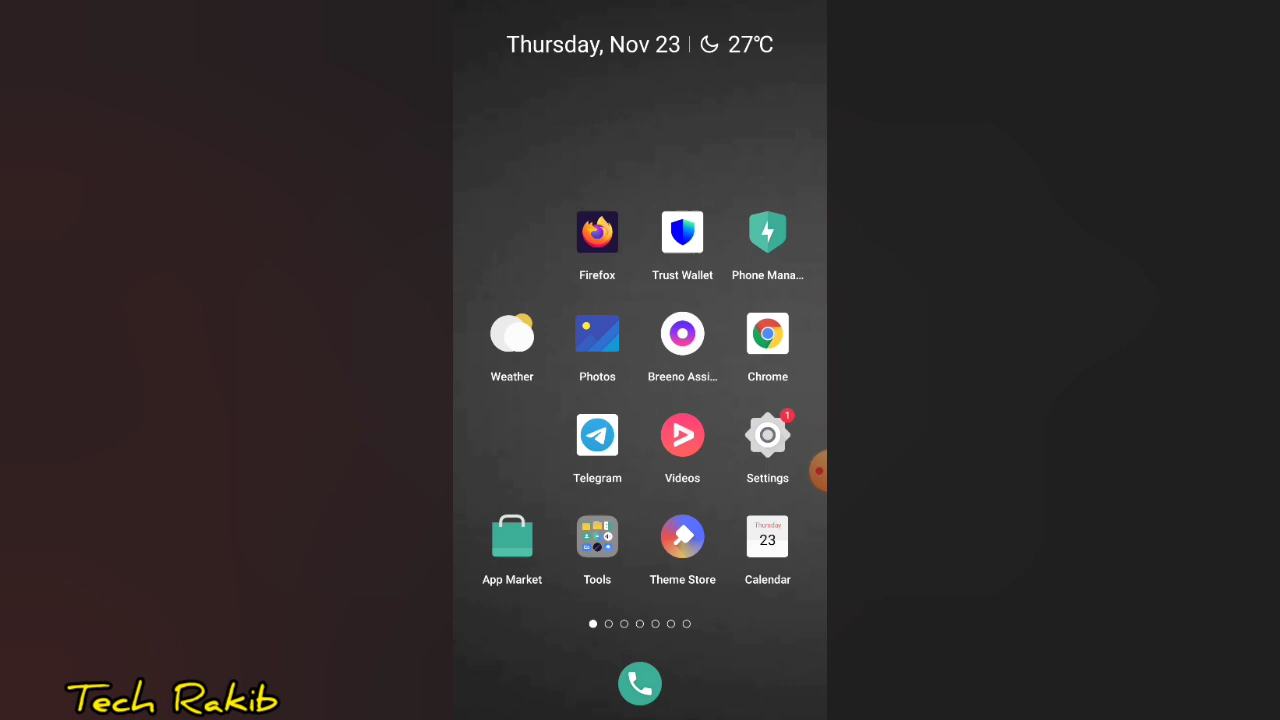 Thursday, Nov 23 27°C
Firefox
Trust Wallet
Phone Mana...
Weather
Photos
Breeno Assi...
Chrome
1
Telegram
Videos
Settings
Thursday
23
App Market
Tools
Theme Store
Calendar
Tech Rakib